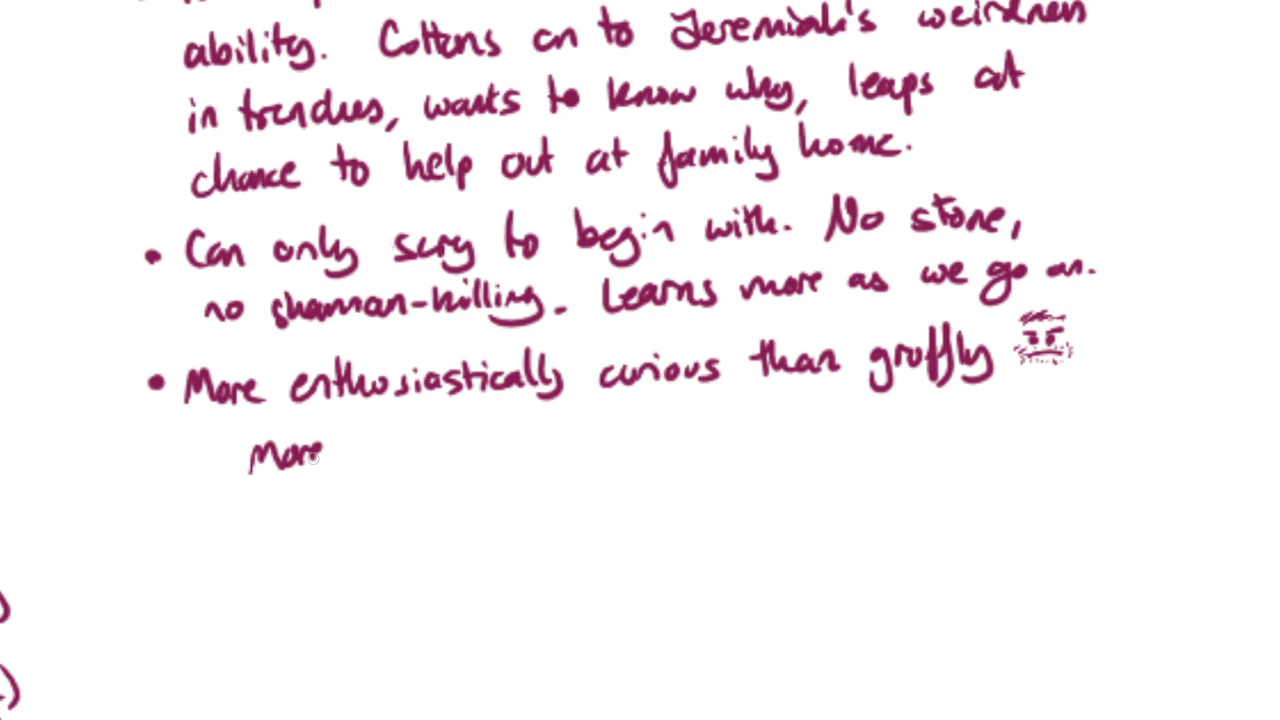 ability. Cottons on to Jeremiah's weirdness
in trenches, wants to know why, leaps at
chance to help out at family home.
• Can only scry to begin with. No stone,
no shaman-killing. Learns more as we go on.
• More enthusiastically curious than gruffly
More